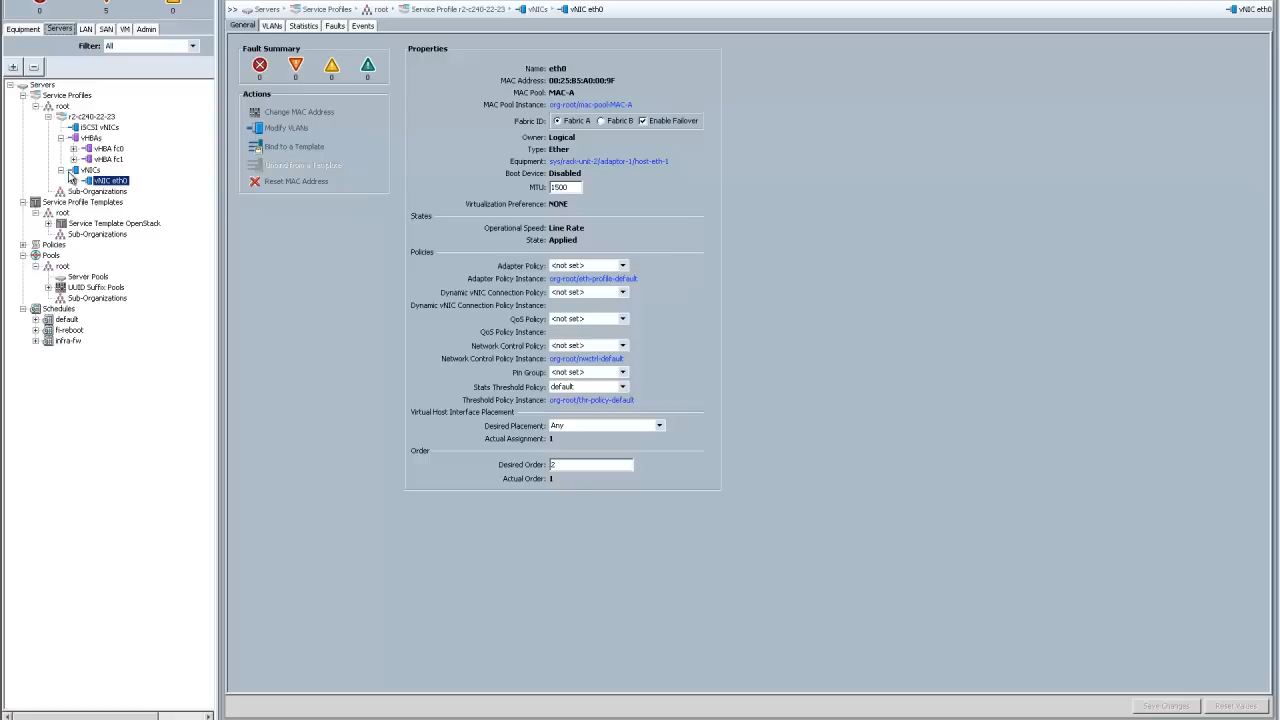 0 5 0
Equipment Servers LAN SAN VM Admin
Filter: All
Servers
Service Profiles
root
r2-c240-22-23
iSCSI vNICs
vHBAs
vHBA fc0
vHBA fc1
vNICs
vNIC eth0
Sub-Organizations
Service Profile Templates
root
Service Template OpenStack
Sub-Organizations
Policies
Pools
root
Server Pools
UUID Suffix Pools
Sub-Organizations
Schedules
default
fi-reboot
infra-fw
>> Servers Service Profiles root Service Profile r2-c240-22-23 vNICs vNIC eth0
vNIC eth0
General VLANs Statistics Faults Events
Fault Summary
0 0 0 0
Actions
Change MAC Address
Modify VLANs
Bind to a Template
Unbind from a Template
Reset MAC Address
Properties
Name: eth0
MAC Address: 00:25:B5:A0:00:9F
MAC Pool: MAC-A
MAC Pool Instance: org-root/mac-pool-MAC-A
Fabric ID: Fabric A Fabric B Enable Failover
Owner: Logical
Type: Ether
Equipment: sys/rack-unit-2/adaptor-1/host-eth-1
Boot Device: Disabled
MTU: 1500
Virtualization Preference: NONE
States
Operational Speed: Line Rate
State: Applied
Policies
Adapter Policy: <not set>
Adapter Policy Instance: org-root/eth-profile-default
Dynamic vNIC Connection Policy: <not set>
Dynamic vNIC Connection Policy Instance:
QoS Policy: <not set>
QoS Policy Instance:
Network Control Policy: <not set>
Network Control Policy Instance: org-root/nwctrl-default
Pin Group: <not set>
Stats Threshold Policy: default
Threshold Policy Instance: org-root/thr-policy-default
Virtual Host Interface Placement
Desired Placement: Any
Actual Assignment: 1
Order
Desired Order: 2
Actual Order: 1
Save Changes Reset Values